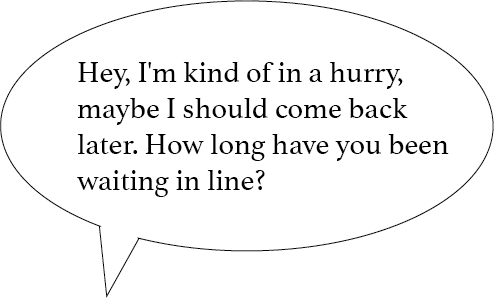 Hey, I'm kind of in a hurry,
maybe I should come back
later. How long have you been
waiting in line?